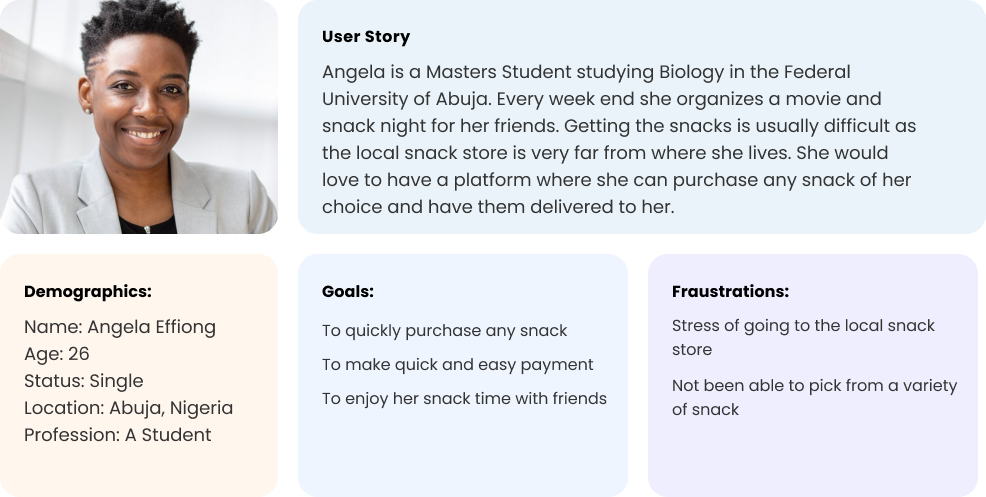 User Story
Angela is a Masters Student studying Biology in the Federal
University of Abuja. Every week end she organizes a movie and
snack night for her friends. Getting the snacks is usually difficult as
the local snack store is very far from where she lives. She would
love to have a platform where she can purchase any snack of her
choice and have them delivered to her.
Demographics:
Name: Angela Effiong
Age: 26
Status: Single
Location: Abuja, Nigeria
Profession: A Student
Goals:
To quickly purchase any snack
To make quick and easy payment
To enjoy her snack time with friends
Fraustrations:
Stress of going to the local snack
store
Not been able to pick from a variety
of snack